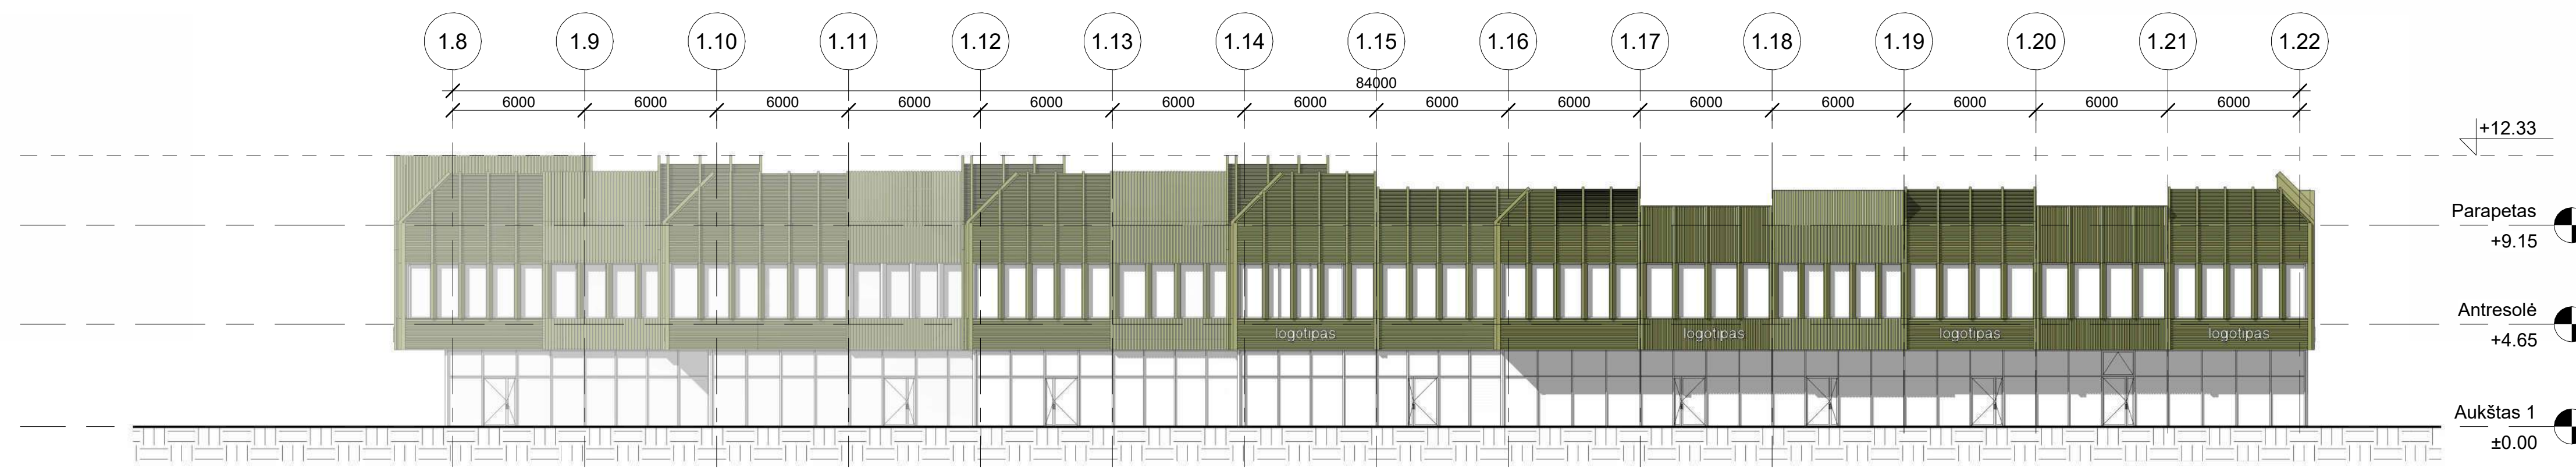 1.8 1.9 1.10 1.11 1.12 1.13 1.14 1.15 1.16 1.17 1.18 1.19 1.20 1.21 1.22
84000
6000 6000 6000 6000 6000 6000 6000 6000 6000 6000 6000 6000 6000 6000
+12.33
Parapetas
+9.15
Antresolė
+4.65
logotipas logotipas logotipas logotipas
Aukštas 1
±0.00